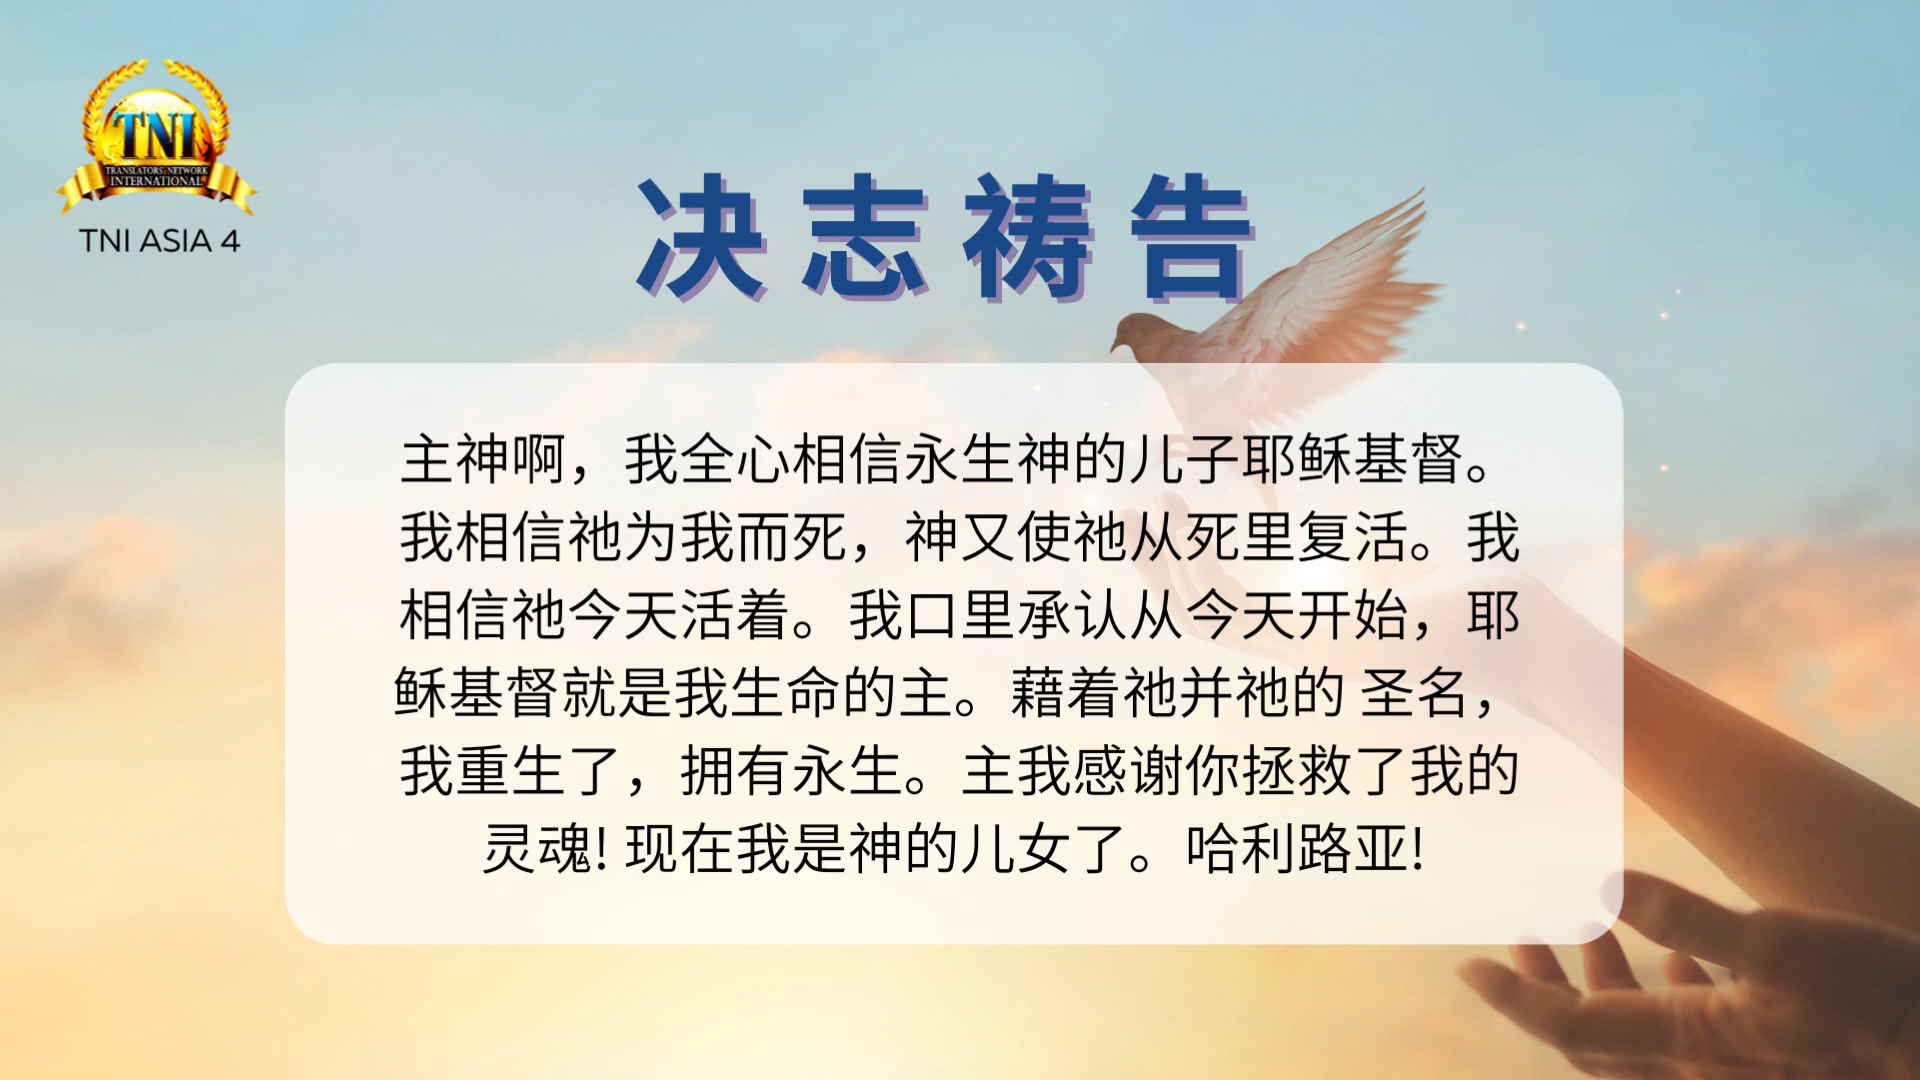 TNI
TRANSLATORS' NETWORK
INTERNATIONAL
TNI ASIA 4
决志祷告
主神啊，我全心相信永生神的儿子耶稣基督。
我相信祂为我而死，神又使祂从死里复活。我
相信祂今天活着。我口里承认从今天开始，耶
稣基督就是我生命的主。藉着祂并祂的 圣名，
我重生了，拥有永生。主我感谢你拯救了我的
灵魂! 现在我是神的儿女了。哈利路亚!